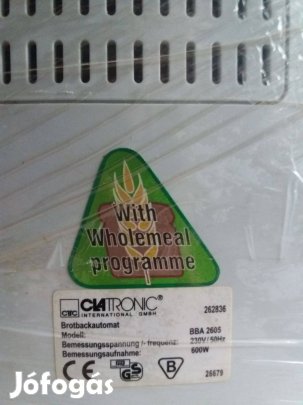 With
Wholemeal
programme
CTC CLATRONIC® 262836
INTERNATIONAL GMBH
Brotbackautomat
Modell: BBA 2605
Bemessungsspannung / -frequenz: 230V / 50Hz
Bemessungsaufnahme: 600W
CE GS B 26679
Jófogás